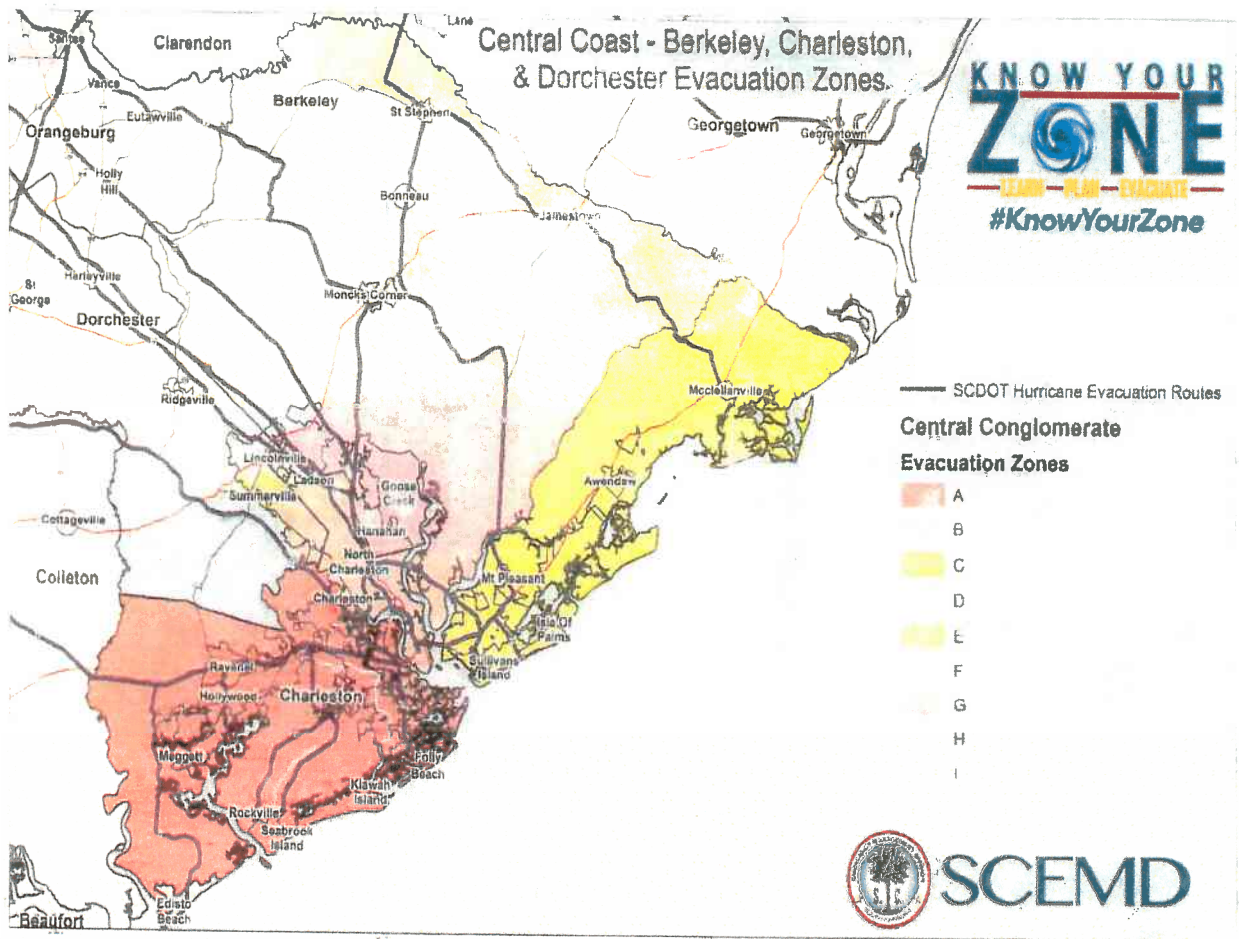 Central Coast - Berkeley, Charleston,
& Dorchester Evacuation Zones
KNOW YOUR
ZONE
LEARN PLAN EVACUATE
#KnowYourZone
Santee
Clarendon
Lane
Vance
Berkeley
Eutawville
St Stephen
Orangeburg
Georgetown
Georgetown
Holly
Hill
Bonneau
Jamestown
Harleyville
St
George
Moncks Corner
Dorchester
Ridgeville
Mcclellanville
SCDOT Hurricane Evacuation Routes
Central Conglomerate
Evacuation Zones
A
B
C
D
E
F
G
H
I
Lincolnville
Ladson
Goose
Creek
Summerville
Awendaw
Cottageville
Hanahan
North
Charleston
Colleton
Mt Pleasant
Charleston
Isle Of
Palms
Sullivans
Island
Ravenel
Hollywood
Charleston
Meggett
Folly
Beach
Kiawah
Island
Rockville
Seabrook
Island
Edisto
Beach
Beaufort
SCEMD